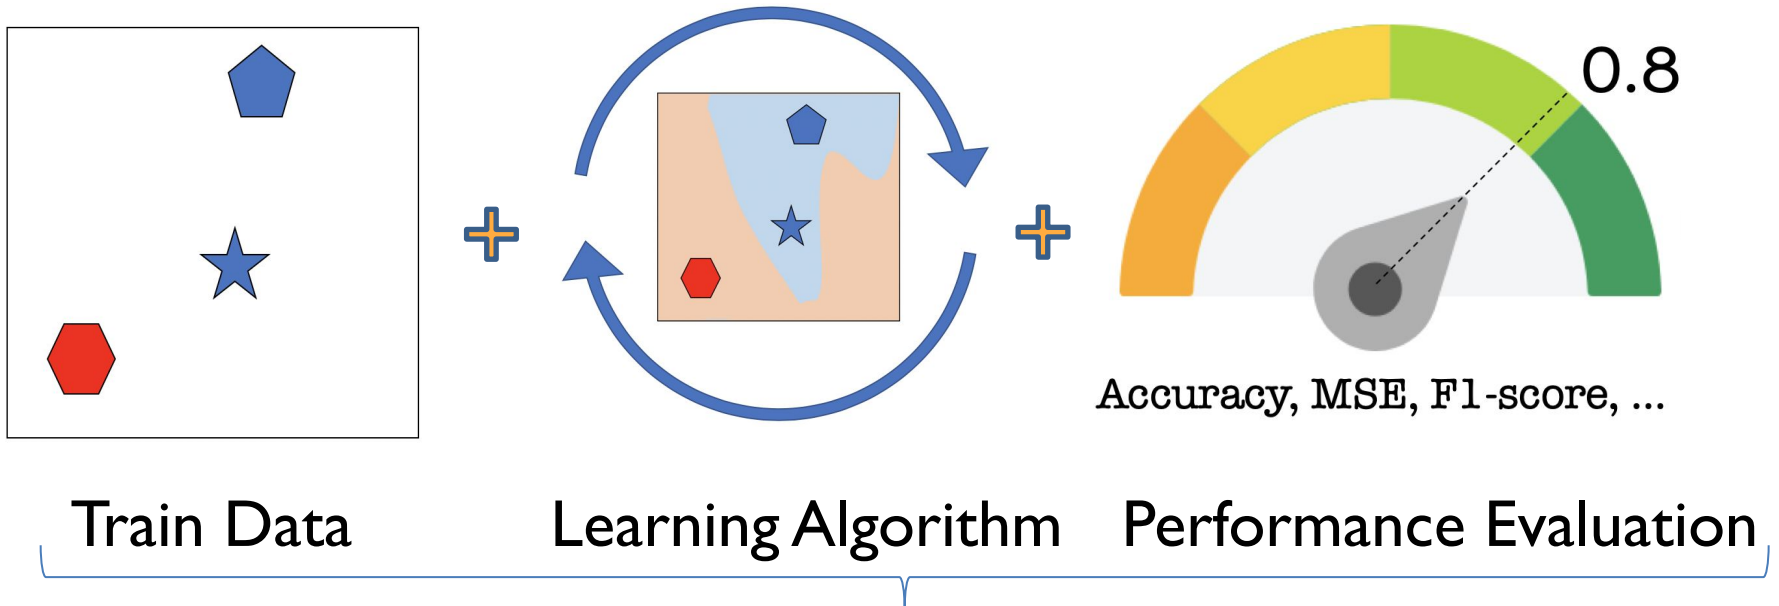 0.8
Accuracy, MSE, F1-score, ...
Train Data
Learning Algorithm
Performance Evaluation